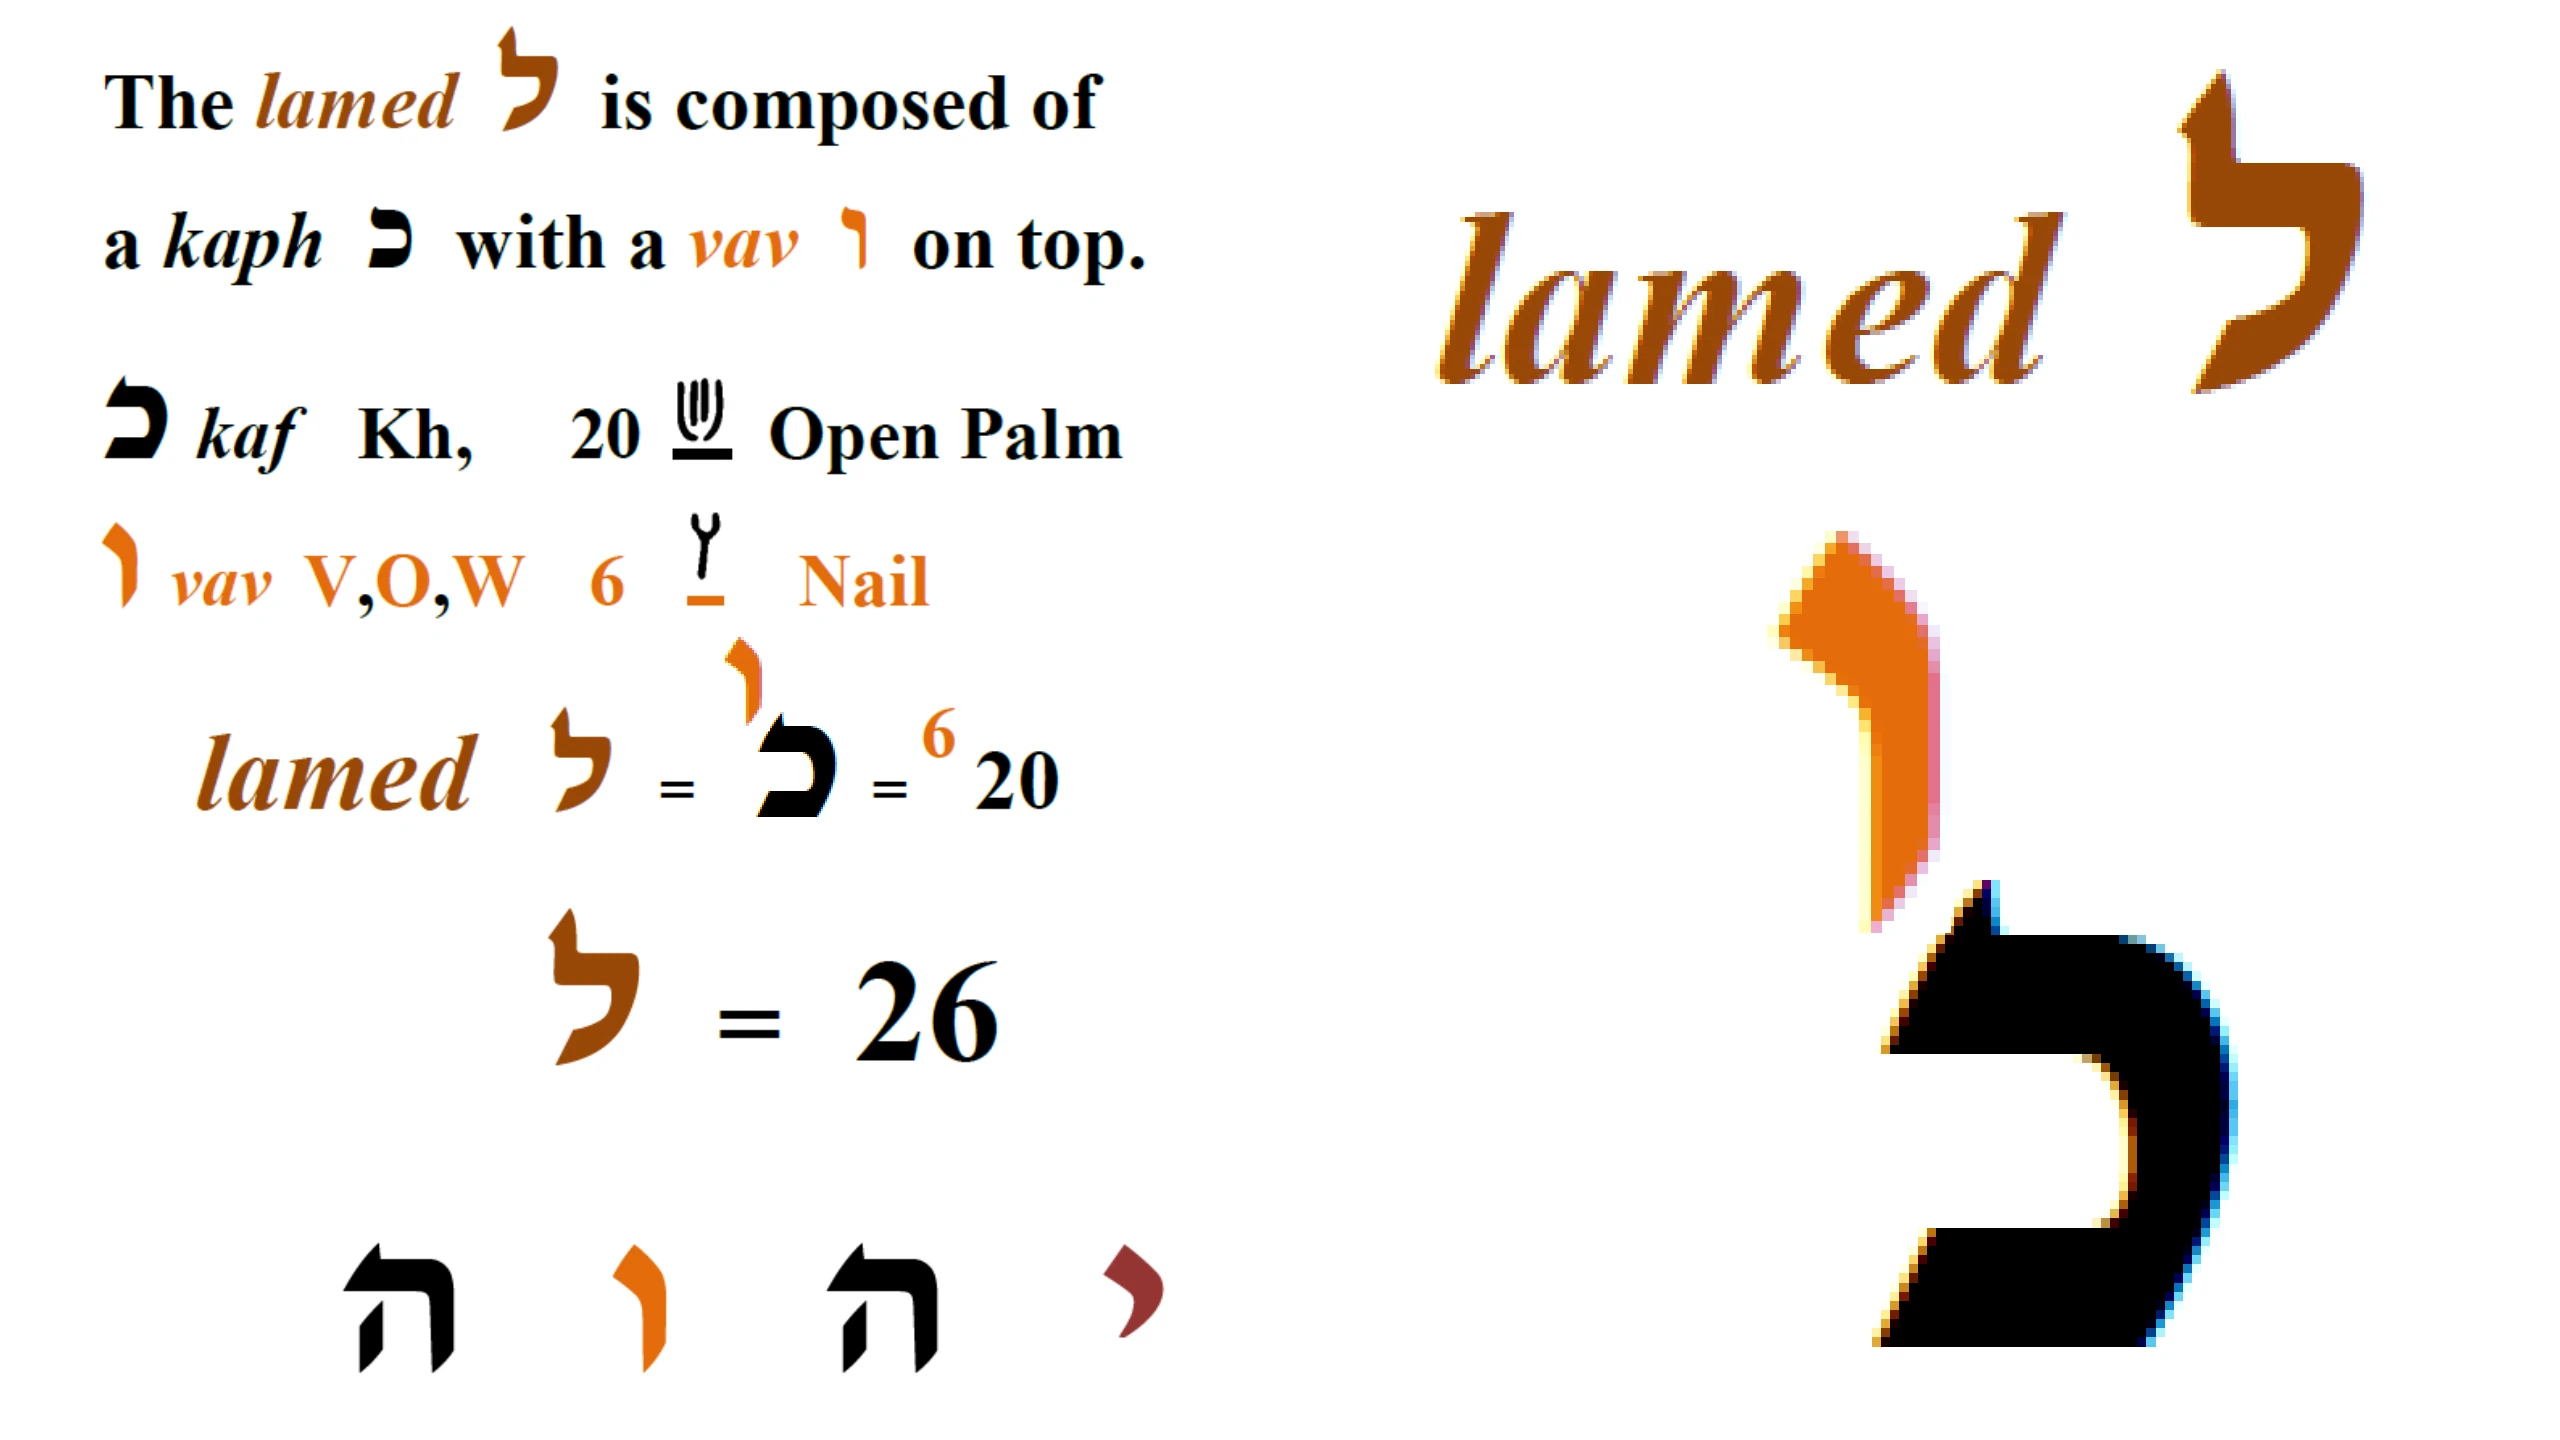 The lamed ל is composed of
a kaph כ with a vav ו on top.
כ kaf Kh, 20 Open Palm
ו vav V,O,W 6 Nail
lamed ל = ו כ = 6 20
ל = 26
י ה ו ה
lamed ל
ו
כ